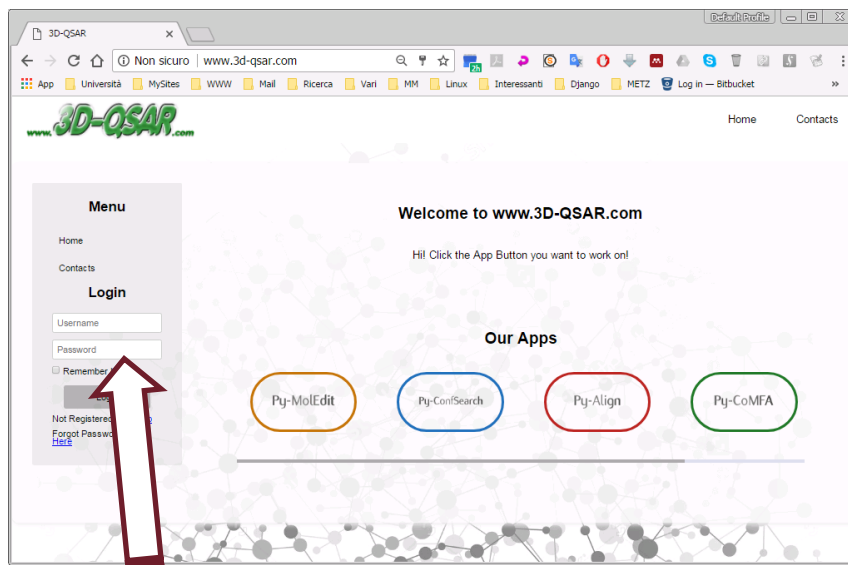 Default Profile
3D-QSAR
Non sicuro | www.3d-qsar.com
2h
App Università MySites WWW Mail Ricerca Vari MM Linux Interessanti Django METZ Log in — Bitbucket »
www.3D-QSAR.com
Home Contacts
Menu
Home
Contacts
Login
Username
Password
Remember
Not Registered
Forgot Passwo
Here
Welcome to www.3D-QSAR.com
Hi! Click the App Button you want to work on!
Our Apps
Py-MolEdit Py-ConfSearch Py-Align Py-CoMFA